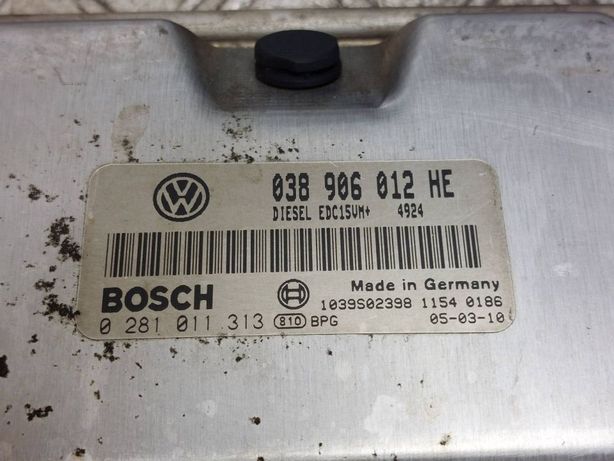 038 906 012 HE
DIESEL EDC15VM+ 4924
BOSCH
Made in Germany
1039S02398 1154 0186
0 281 011 313 810 BPG 05-03-10